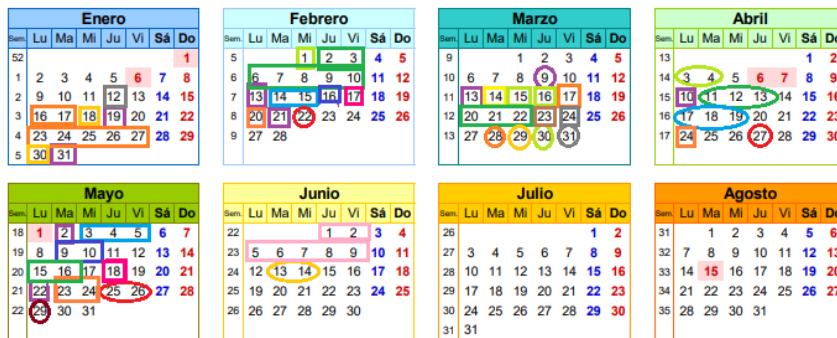 Enero
Sem. Lu Ma Mi Ju Vi Sá Do
52 1
1 2 3 4 5 6 7 8
2 9 10 11 12 13 14 15
3 16 17 18 19 20 21 22
4 23 24 25 26 27 28 29
5 30 31
Febrero
Sem. Lu Ma Mi Ju Vi Sá Do
5 1 2 3 4 5
6 6 7 8 9 10 11 12
7 13 14 15 16 17 18 19
8 20 21 22 23 24 25 26
9 27 28
Marzo
Sem. Lu Ma Mi Ju Vi Sá Do
9 1 2 3 4 5
10 6 7 8 9 10 11 12
11 13 14 15 16 17 18 19
12 20 21 22 23 24 25 26
13 27 28 29 30 31
Abril
Sem. Lu Ma Mi Ju Vi Sá Do
13 1 2
14 3 4 5 6 7 8 9
15 10 11 12 13 14 15 16
16 17 18 19 20 21 22 23
17 24 25 26 27 28 29 30
Mayo
Sem. Lu Ma Mi Ju Vi Sá Do
18 1 2 3 4 5 6 7
19 8 9 10 11 12 13 14
20 15 16 17 18 19 20 21
21 22 23 24 25 26 27 28
22 29 30 31
Junio
Sem. Lu Ma Mi Ju Vi Sá Do
22 1 2 3 4
23 5 6 7 8 9 10 11
24 12 13 14 15 16 17 18
25 19 20 21 22 23 24 25
26 26 27 28 29 30
Julio
Sem. Lu Ma Mi Ju Vi Sá Do
26 1 2
27 3 4 5 6 7 8 9
28 10 11 12 13 14 15 16
29 17 18 19 20 21 22 23
30 24 25 26 27 28 29 30
31 31
Agosto
Sem. Lu Ma Mi Ju Vi Sá Do
31 1 2 3 4 5 6
32 7 8 9 10 11 12 13
33 14 15 16 17 18 19 20
34 21 22 23 24 25 26 27
35 28 29 30 31